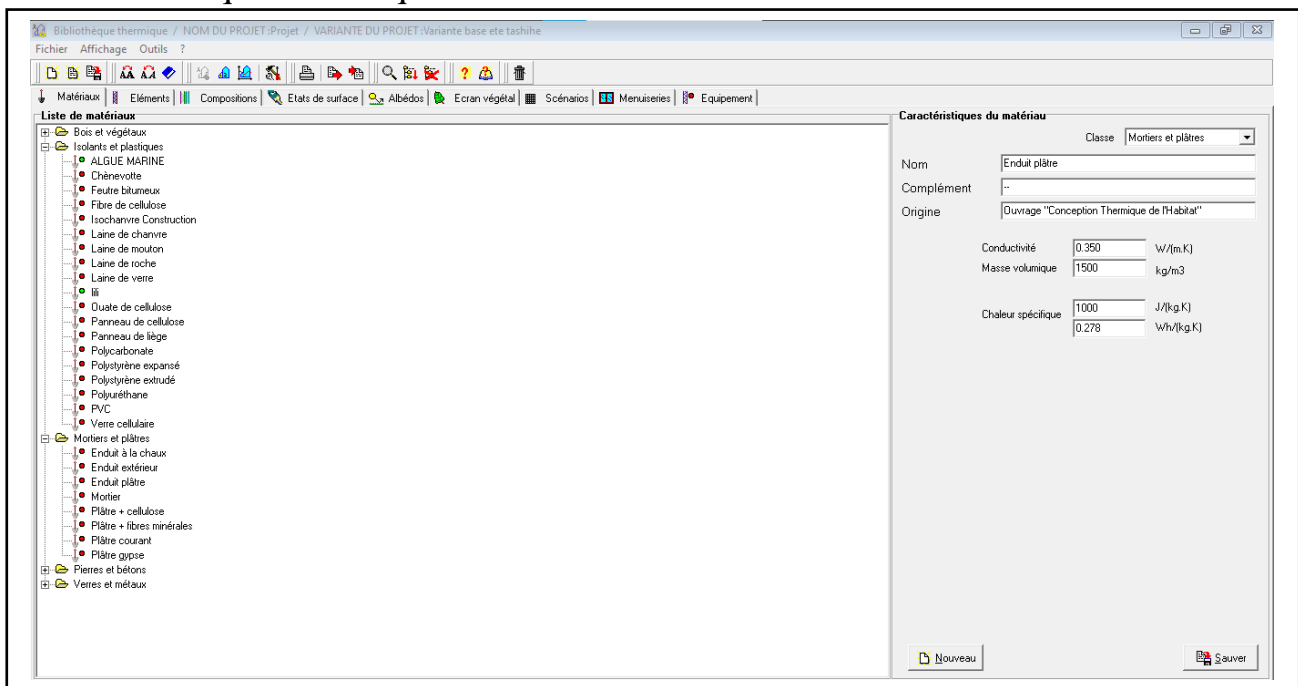 Bibliothèque thermique / NOM DU PROJET :Projet / VARIANTE DU PROJET :Variante base ete tashihe
Fichier Affichage Outils ?
Matériaux Eléments Compositions Etats de surface Albédos Ecran végétal Scénarios Menuiseries Equipement
Liste de matériaux
Bois et végétaux
Isolants et plastiques
ALGUE MARINE
Chènevotte
Feutre bitumeux
Fibre de cellulose
Isochanvre Construction
Laine de chanvre
Laine de mouton
Laine de roche
Laine de verre
lili
Ouate de cellulose
Panneau de cellulose
Panneau de liège
Polycarbonate
Polystyrène expansé
Polystyrène extrudé
Polyuréthane
PVC
Verre cellulaire
Mortiers et plâtres
Enduit à la chaux
Enduit extérieur
Enduit plâtre
Mortier
Plâtre + cellulose
Plâtre + fibres minérales
Plâtre courant
Plâtre gypse
Pierres et bétons
Verres et métaux
Caractéristiques du matériau
Classe Mortiers et plâtres
Nom Enduit plâtre
Complément --
Origine Ouvrage "Conception Thermique de l'Habitat"
Conductivité 0.350 W/(m.K)
Masse volumique 1500 kg/m3
Chaleur spécifique 1000 J/(kg.K)
0.278 Wh/(kg.K)
Nouveau Sauver